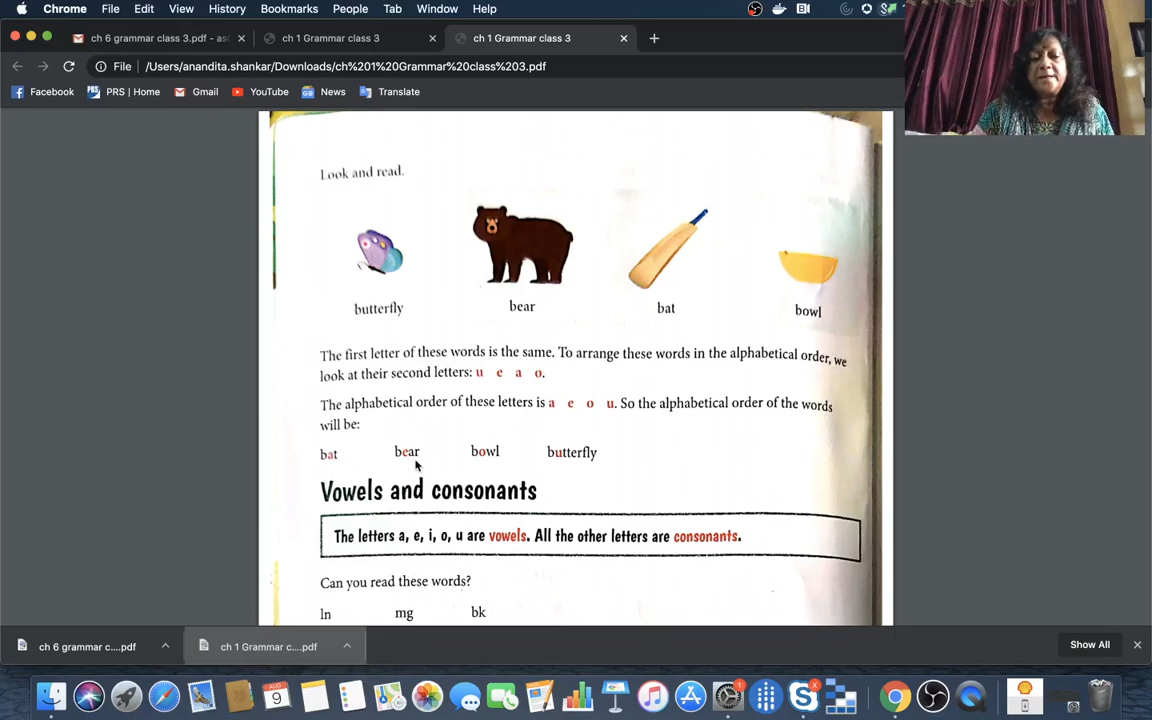 Chrome File Edit View History Bookmarks People Tab Window Help
ch 6 grammar class 3.pdf - as
ch 1 Grammar class 3
ch 1 Grammar class 3
File /Users/anandita.shankar/Downloads/ch%201%20Grammar%20class%203.pdf
Facebook PRS | Home Gmail YouTube News Translate
Look and read.
butterfly bear bat bowl
The first letter of these words is the same. To arrange these words in the alphabetical order, we
look at their second letters: u e a o.
The alphabetical order of these letters is a e o u. So the alphabetical order of the words
will be:
bat bear bowl butterfly
Vowels and consonants
The letters a, e, i, o, u are vowels. All the other letters are consonants.
Can you read these words?
ln mg bk
ch 6 grammar c....pdf
ch 1 Grammar c....pdf
Show All
AUG
9